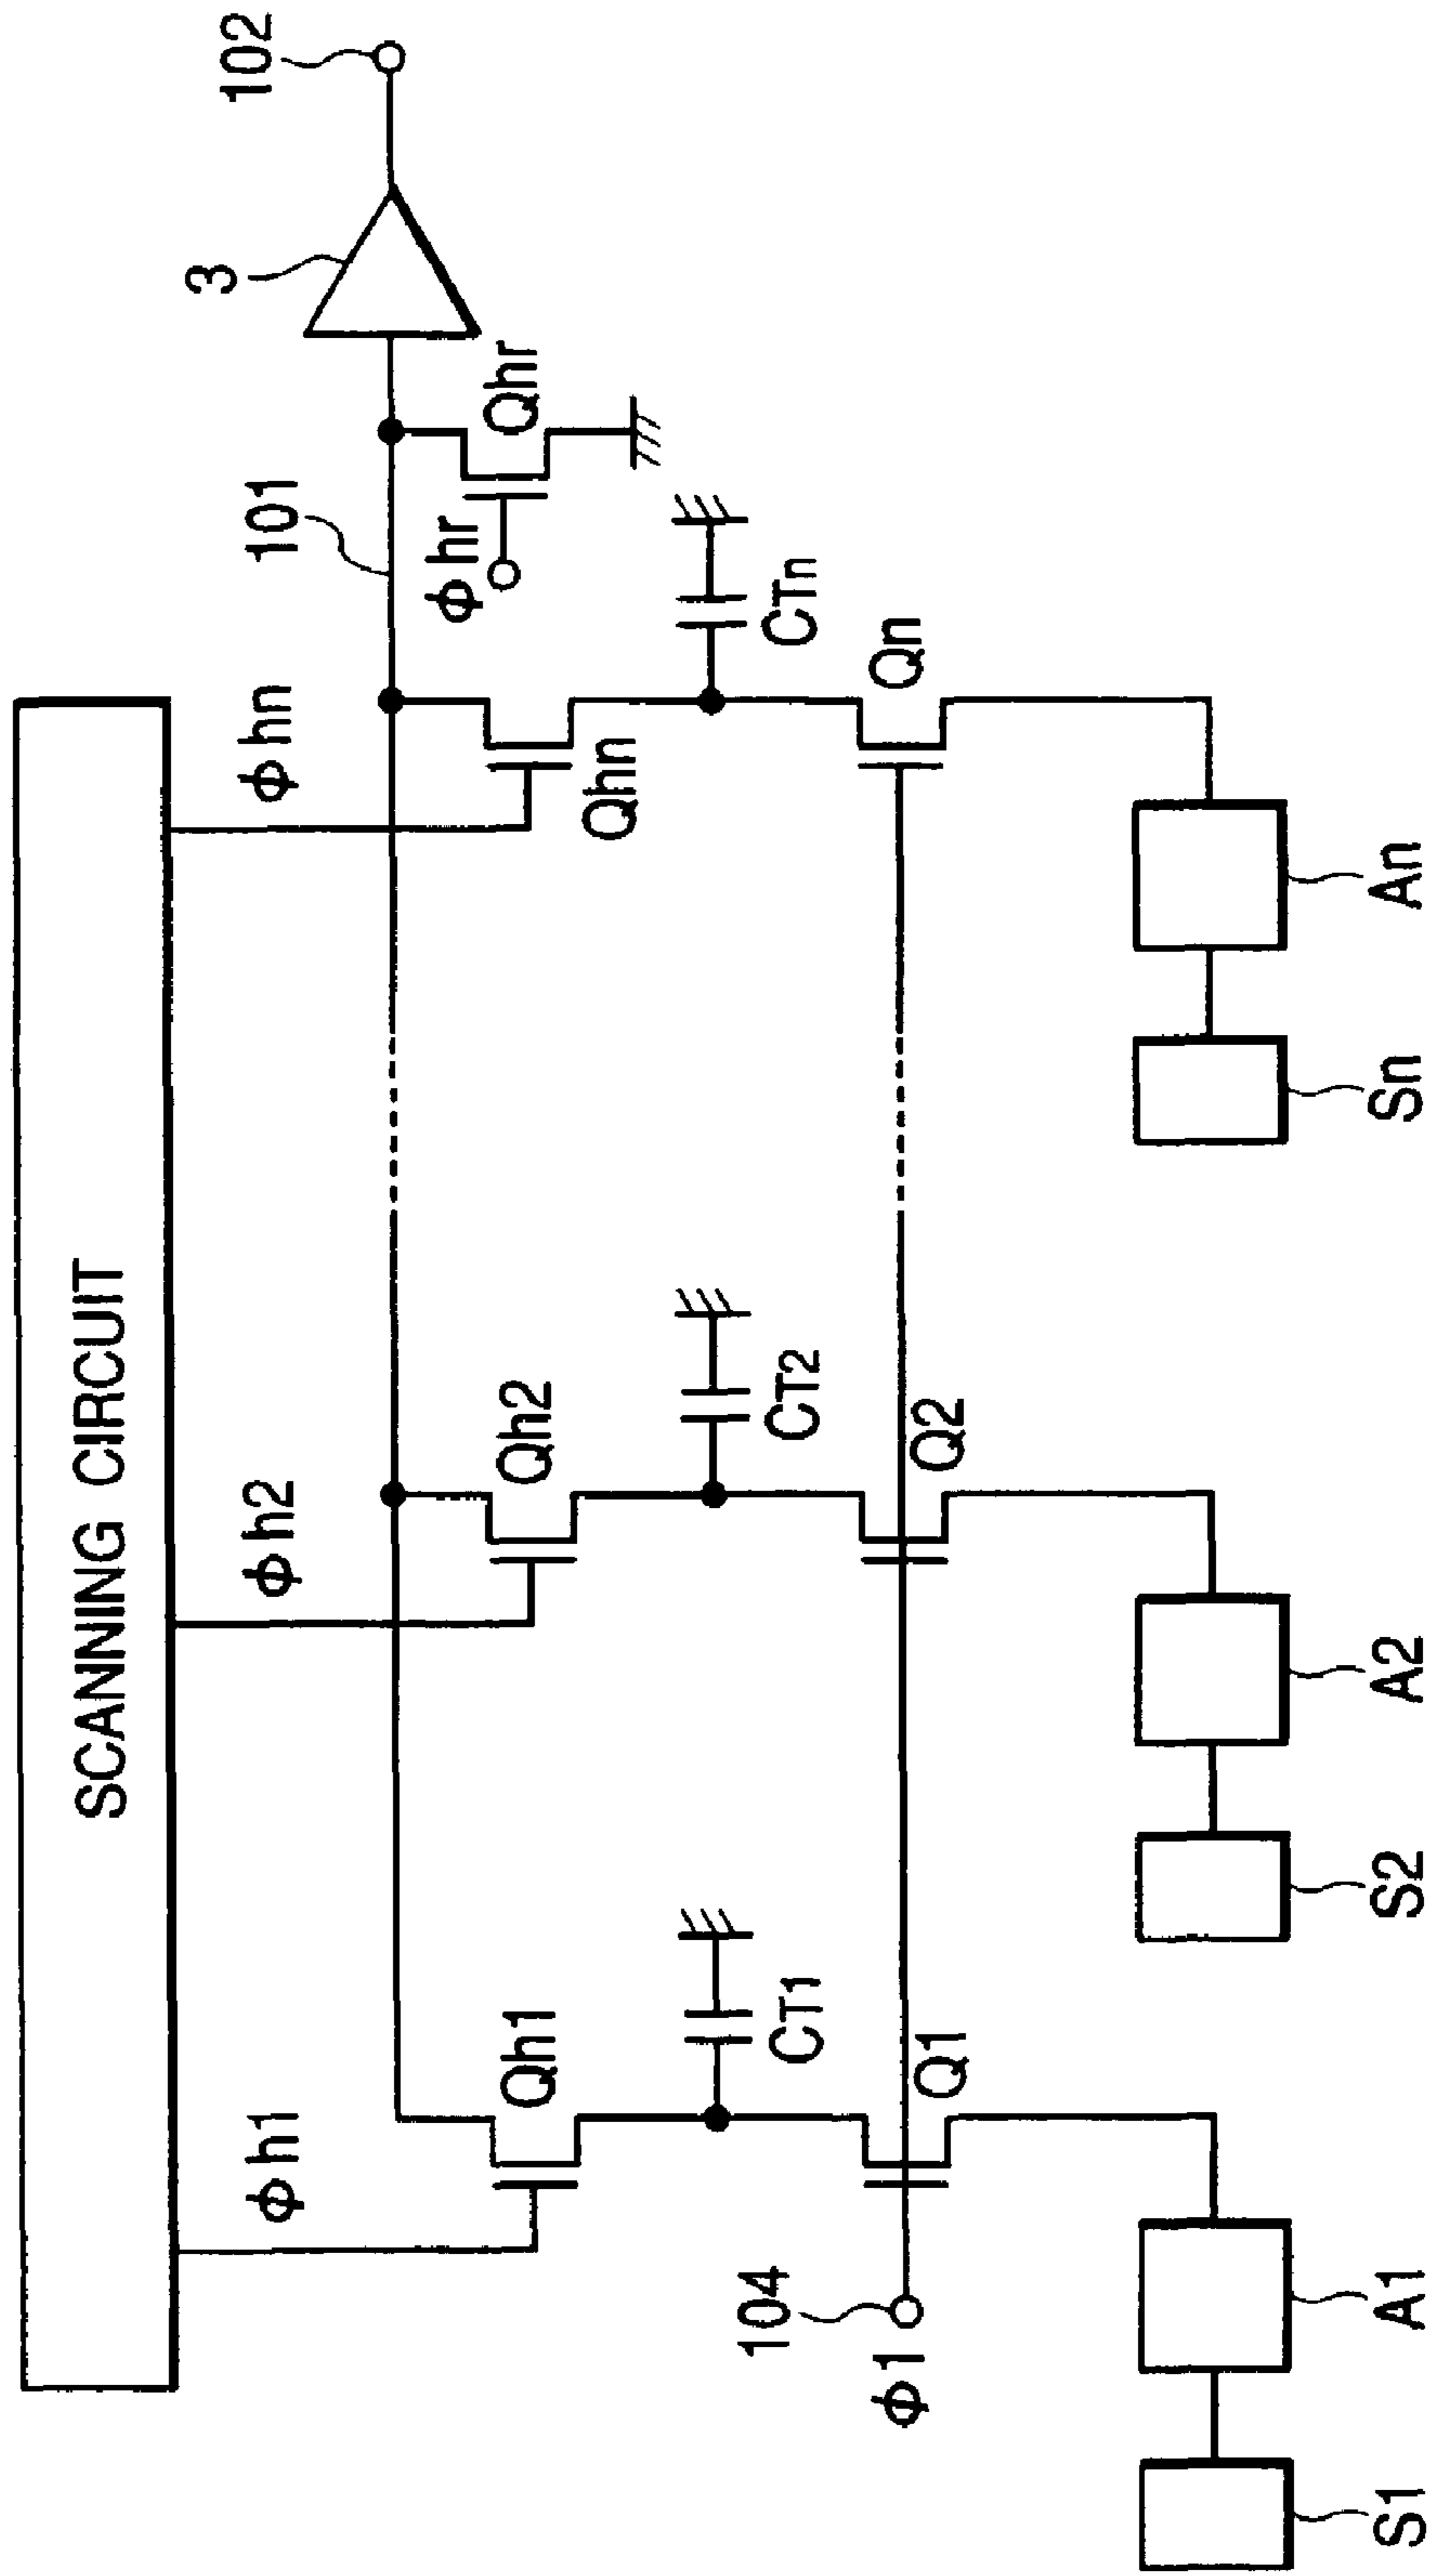 SCANNING CIRCUIT
ϕh1
ϕh2
ϕhn
101
3
102
Qh1
Qh2
Qhn
ϕhr
Qhr
CT1
CT2
CTn
104
ϕ1
Q1
Q2
Qn
S1
A1
S2
A2
Sn
An